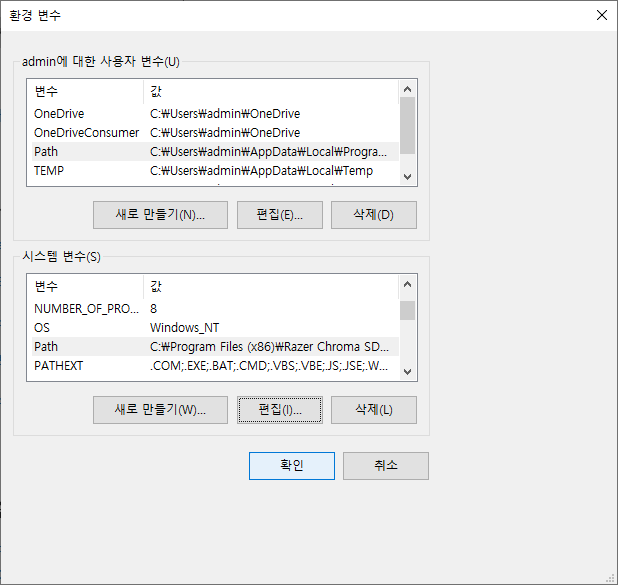 환경 변수
admin에 대한 사용자 변수(U)
변수 값
OneDrive C:₩Users₩admin₩OneDrive
OneDriveConsumer C:₩Users₩admin₩OneDrive
Path C:₩Users₩admin₩AppData₩Local₩Progra...
TEMP C:₩Users₩admin₩AppData₩Local₩Temp
새로 만들기(N)... 편집(E)... 삭제(D)
시스템 변수(S)
변수 값
NUMBER_OF_PRO... 8
OS Windows_NT
Path C:₩Program Files (x86)₩Razer Chroma SD...
PATHEXT .COM;.EXE;.BAT;.CMD;.VBS;.VBE;.JS;.JSE;.W...
새로 만들기(W)... 편집(I)... 삭제(L)
확인 취소